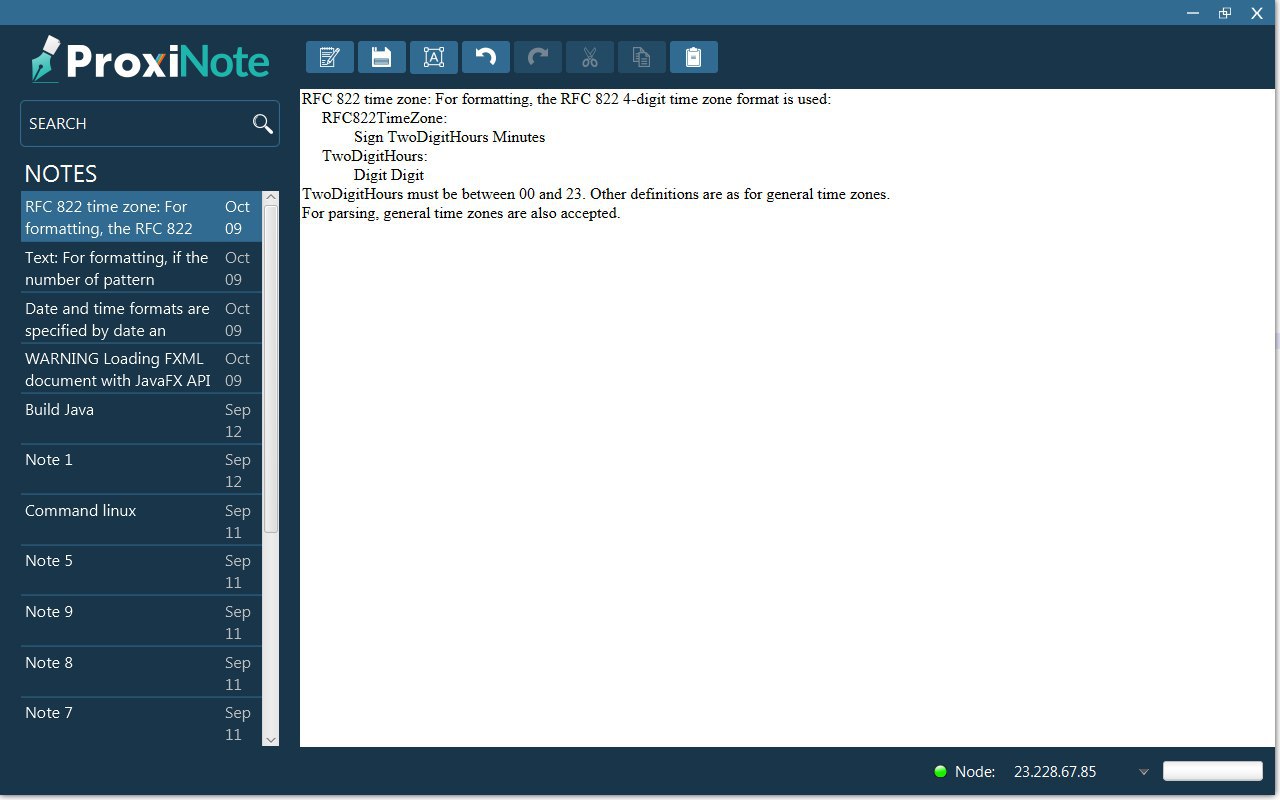 ProxiNote
SEARCH
NOTES
RFC 822 time zone: For Oct
formatting, the RFC 822 09
Text: For formatting, if the Oct
number of pattern 09
Date and time formats are Oct
specified by date an 09
WARNING Loading FXML Oct
document with JavaFX API 09
Build Java Sep
12
Note 1 Sep
12
Command linux Sep
11
Note 5 Sep
11
Note 9 Sep
11
Note 8 Sep
11
Note 7 Sep
11
A
RFC 822 time zone: For formatting, the RFC 822 4-digit time zone format is used:
RFC822TimeZone:
Sign TwoDigitHours Minutes
TwoDigitHours:
Digit Digit
TwoDigitHours must be between 00 and 23. Other definitions are as for general time zones.
For parsing, general time zones are also accepted.
Node: 23.228.67.85